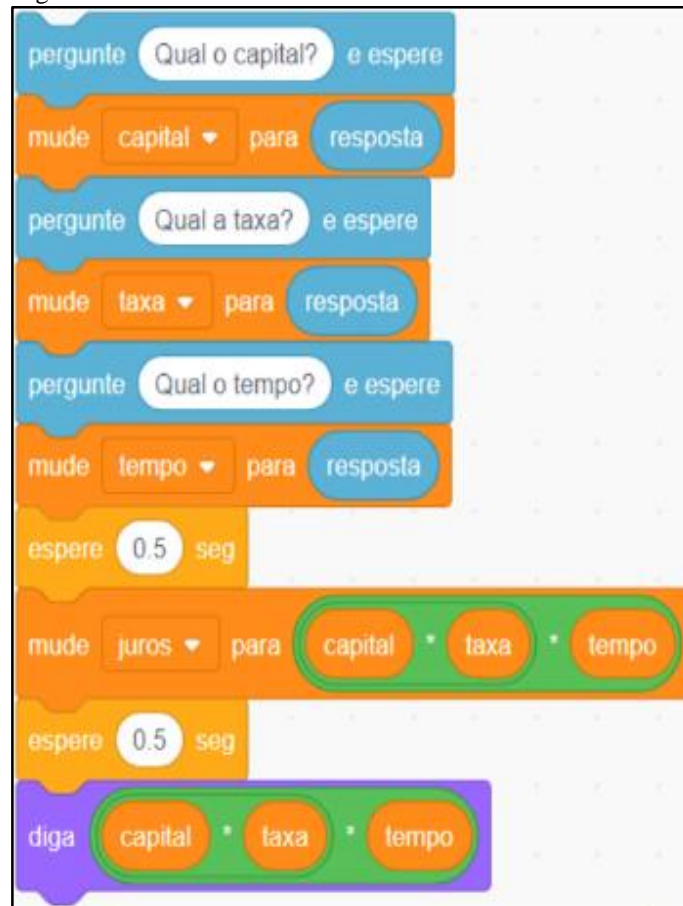 pergunte Qual o capital? e espere
mude capital para resposta
pergunte Qual a taxa? e espere
mude taxa para resposta
pergunte Qual o tempo? e espere
mude tempo para resposta
espere 0.5 seg
mude juros para capital * taxa * tempo
espere 0.5 seg
diga capital * taxa * tempo